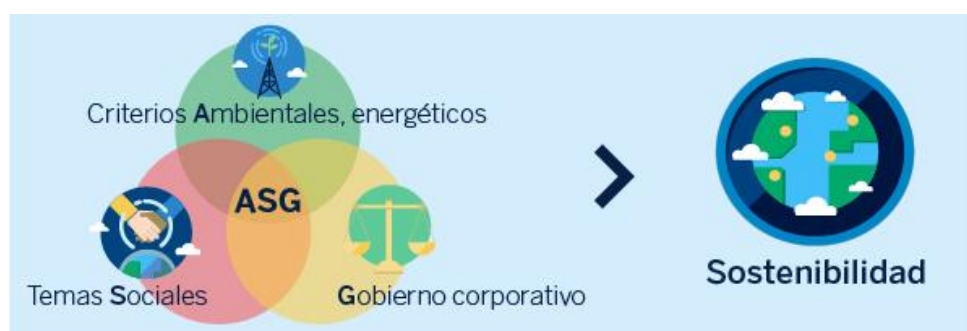 Criterios Ambientales, energéticos
ASG
Temas Sociales
Gobierno corporativo
Sostenibilidad